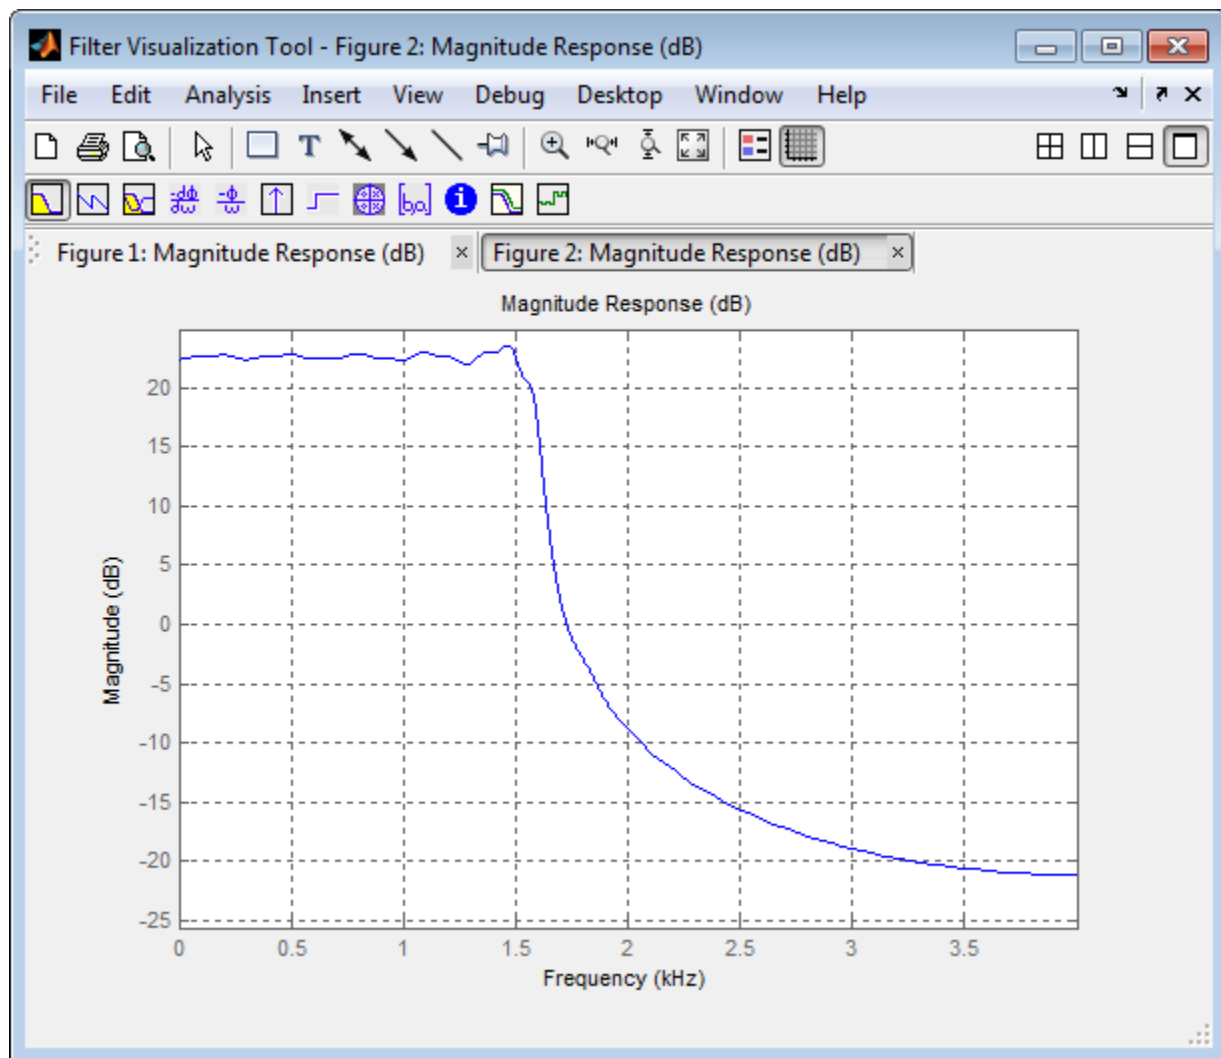 Filter Visualization Tool - Figure 2: Magnitude Response (dB)
File Edit Analysis Insert View Debug Desktop Window Help
Figure 1: Magnitude Response (dB) Figure 2: Magnitude Response (dB)
Magnitude Response (dB)
20
15
10
5
0
-5
-10
-15
-20
-25
Magnitude (dB)
0 0.5 1 1.5 2 2.5 3 3.5
Frequency (kHz)